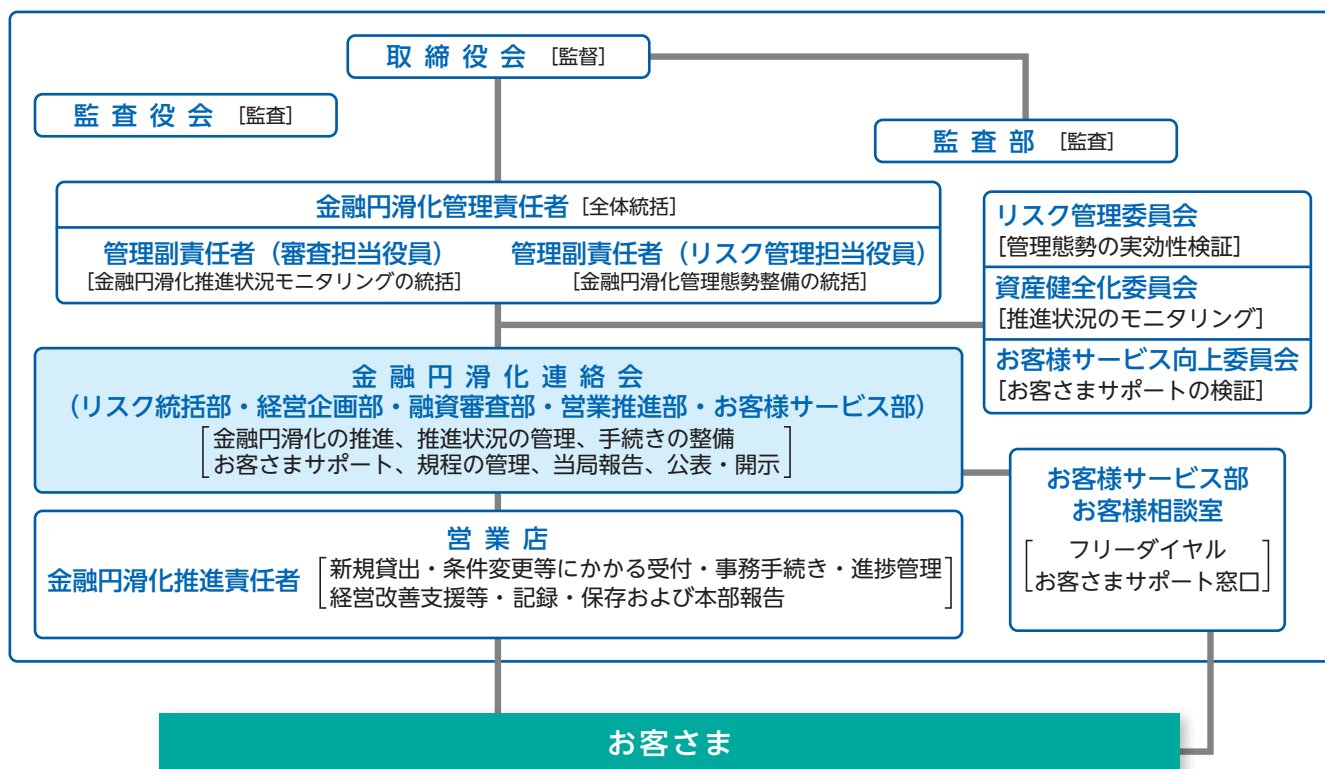 取締役会 [監督]
監査役会 [監査]
監査部 [監査]
金融円滑化管理責任者 [全体統括]
管理副責任者（審査担当役員）
[金融円滑化推進状況モニタリングの統括]
管理副責任者（リスク管理担当役員）
[金融円滑化管理態勢整備の統括]
リスク管理委員会
[管理態勢の実効性検証]
資産健全化委員会
[推進状況のモニタリング]
お客様サービス向上委員会
[お客さまサポートの検証]
金融円滑化連絡会
（リスク統括部・経営企画部・融資審査部・営業推進部・お客様サービス部）
金融円滑化の推進、推進状況の管理、手続きの整備
お客さまサポート、規程の管理、当局報告、公表・開示
お客様サービス部
お客様相談室
フリーダイヤル
お客さまサポート窓口
営業店
金融円滑化推進責任者
新規貸出・条件変更等にかかる受付・事務手続き・進捗管理
経営改善支援等・記録・保存および本部報告
お客さま